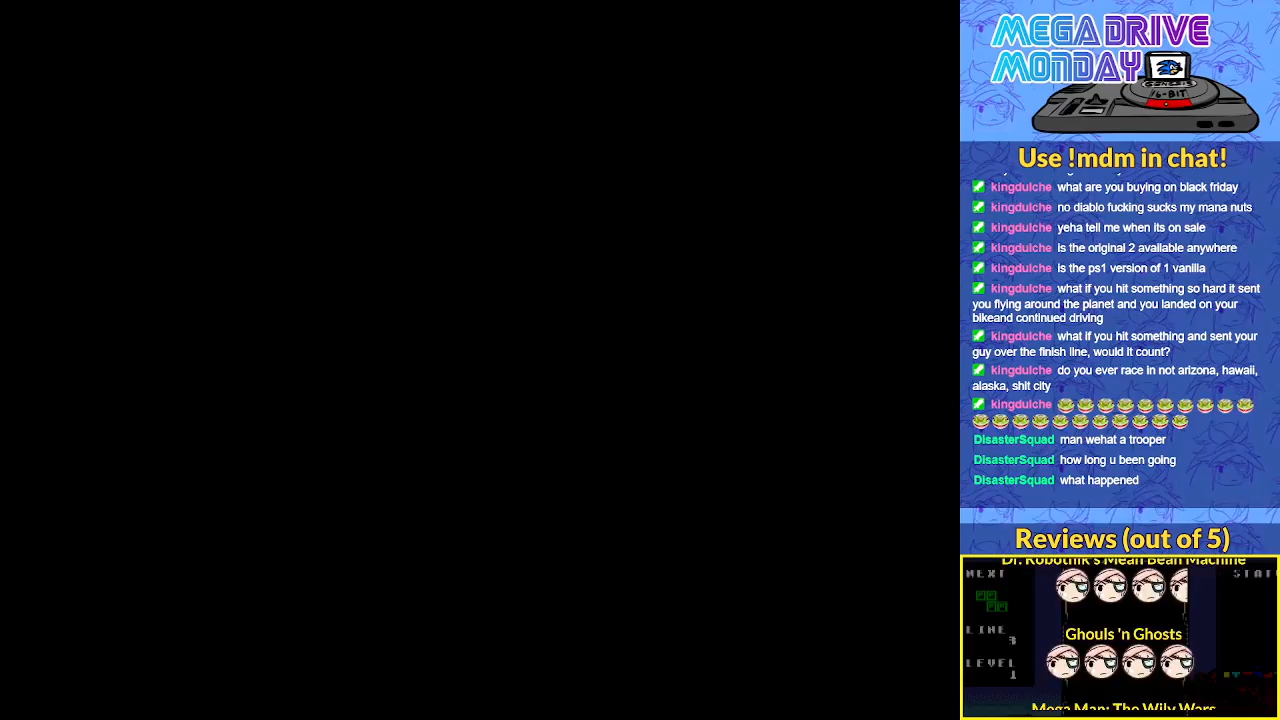 MEGA DRIVE
MONDAY
GENESIS
16-BIT
Use !mdm in chat!
kingdulche what are you buying on black friday
kingdulche no diablo fucking sucks my mana nuts
kingdulche yeha tell me when its on sale
kingdulche is the original 2 available anywhere
kingdulche is the ps1 version of 1 vanilla
kingdulche what if you hit something so hard it sent
you flying around the planet and you landed on your
bikeand continued driving
kingdulche what if you hit something and sent your
guy over the finish line, would it count?
kingdulche do you ever race in not arizona, hawaii,
alaska, shit city
kingdulche
DisasterSquad man wehat a trooper
DisasterSquad how long u been going
DisasterSquad what happened
Reviews (out of 5)
Dr. Robotnik's Mean Bean Machine
NEXT
STAT
Ghouls 'n Ghosts
LINE
3
LEVEL
1
Mega Man: The Wily Wars